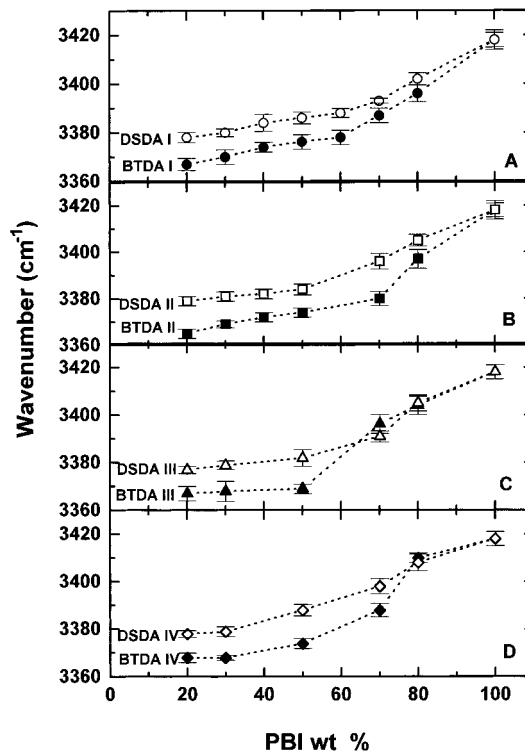 3420
3400
DSDA I
3380
BTDA I
3360
A
3420
3400
DSDA II
3380
BTDA II
3360
B
3420
3400
DSDA III
3380
BTDA III
3360
C
3420
3400
DSDA IV
3380
BTDA IV
3360
D
0 20 40 60 80 100
Wavenumber (cm⁻¹)
PBI wt %